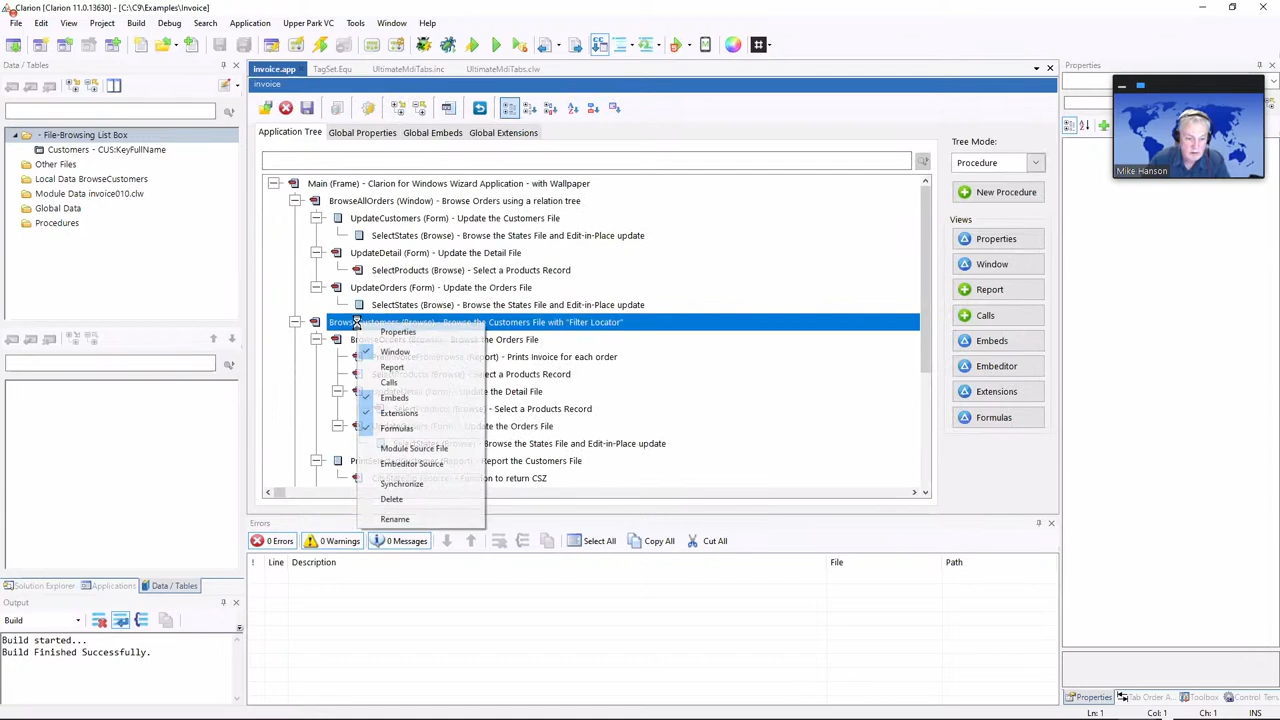 Clarion [Clarion 11.0.13630] - [C:\C9\Examples\Invoice]
File Edit View Project Build Debug Search Application Upper Park VC Tools Window Help
Data / Tables
- File-Browsing List Box
Customers - CUS:KeyFullName
Other Files
Local Data BrowseCustomers
Module Data invoice010.clw
Global Data
Procedures
Solution Explorer Applications Data / Tables
Output
Build
Build started...
Build Finished Successfully.
invoice.app TagSet.Equ UltimateMdiTabs.inc UltimateMdiTabs.clw
invoice
Application Tree Global Properties Global Embeds Global Extensions
Main (Frame) - Clarion for Windows Wizard Application - with Wallpaper
BrowseAllOrders (Window) - Browse Orders using a relation tree
UpdateCustomers (Form) - Update the Customers File
SelectStates (Browse) - Browse the States File and Edit-in-Place update
UpdateDetail (Form) - Update the Detail File
SelectProducts (Browse) - Select a Products Record
UpdateOrders (Form) - Update the Orders File
SelectStates (Browse) - Browse the States File and Edit-in-Place update
(Browse) - Browse the Customers File with "Filter Locator"
the Orders File
(Report) - Prints Invoice for each order
- Select a Products Record
the Detail File
- Select a Products Record
the Orders File
the States File and Edit-in-Place update
Report the Customers File
to return CSZ
Properties
Window
Report
Calls
Embeds
Extensions
Formulas
Module Source File
Embeditor Source
Synchronize
Delete
Rename
Tree Mode:
Procedure
New Procedure
Views
Properties
Window
Report
Calls
Embeds
Embeditor
Extensions
Formulas
Errors
0 Errors 0 Warnings 0 Messages Select All Copy All Cut All
! Line Description File Path
Properties
Mike Hanson
Properties Tab Order A... Toolbox Control Tem
Ln: 1 Col: 1 Ch: 1 INS